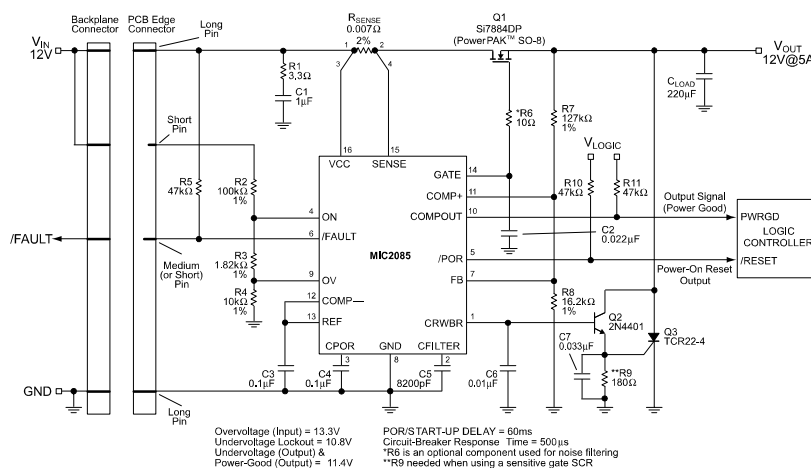 Backplane
Connector
PCB Edge
Connector
Long
Pin
VIN
12V
RSENSE
0.007Ω
2%
1
2
3
4
Q1
Si7884DP
(PowerPAK™ SO-8)
VOUT
12V@5A
R1
3.3Ω
C1
1µF
CLOAD
220µF
*R6
10Ω
R7
127kΩ
1%
Short
Pin
VLOGIC
16
15
VCC
SENSE
R5
47kΩ
R2
100kΩ
1%
GATE
14
COMP+
11
COMPOUT
10
R10
47kΩ
R11
47kΩ
Output Signal
(Power Good)
PWRGD
LOGIC
CONTROLLER
/RESET
4
ON
6
/FAULT
/FAULT
MIC2085
C2
0.022µF
Medium
(or Short)
Pin
R3
1.82kΩ
1%
9
OV
/POR
5
FB
7
Power-On Reset
Output
R4
10kΩ
1%
12
COMP—
13
REF
R8
16.2kΩ
1%
CRWBR
1
Q2
2N4401
Q3
TCR22-4
C7
0.033µF
CPOR
GND
CFILTER
3
8
2
C3
0.1µF
C4
0.1µF
C5
8200pF
C6
0.01µF
**R9
180Ω
GND
Long
Pin
Overvoltage (Input) = 13.3V
Undervoltage Lockout = 10.8V
Undervoltage (Output) &
Power-Good (Output) = 11.4V
POR/START-UP DELAY = 60ms
Circuit-Breaker Response Time = 500µs
*R6 is an optional component used for noise filtering
**R9 needed when using a sensitive gate SCR